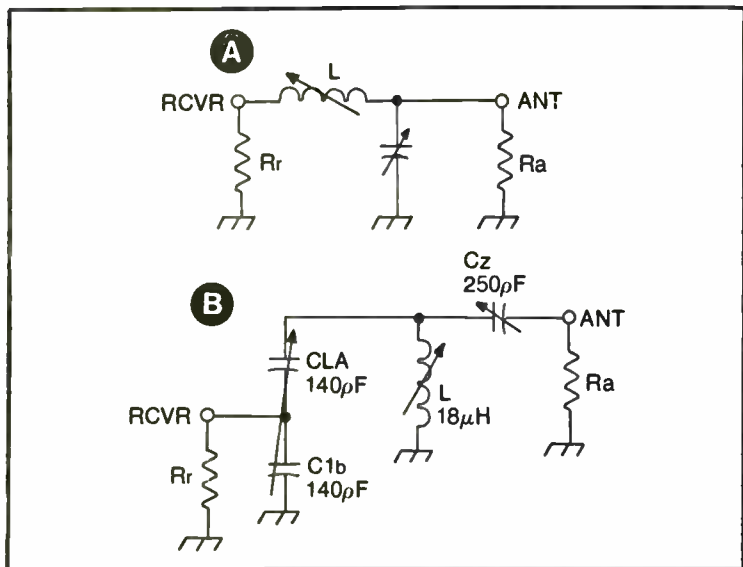 A
L
RCVR
ANT
Rr
Ra
B
Cz
250ρF
ANT
CLA
140ρF
L
18μH
Ra
RCVR
Rr
C1b
140ρF